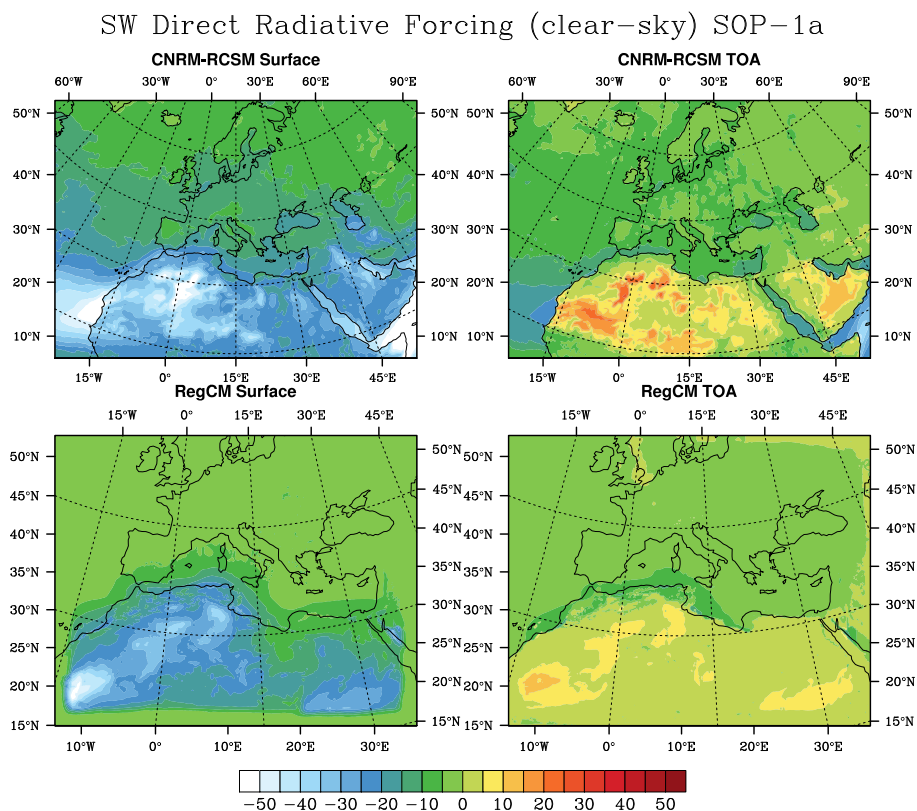 SW Direct Radiative Forcing (clear−sky) SOP−1a
CNRM-RCSM Surface
60°W 30°W 0° 30°E 60°E 90°E
50°N
40°N
30°N
20°N
10°N
15°W 0° 15°E 30°E 45°E
CNRM-RCSM TOA
60°W 30°W 0° 30°E 60°E 90°E
50°N 50°N
40°N 40°N
30°N 30°N
20°N 20°N
10°N 10°N
15°W 0° 15°E 30°E 45°E
RegCM Surface
15°W 0° 15°E 30°E 45°E
50°N 50°N
45°N 45°N
40°N 40°N
35°N 35°N
30°N 30°N
25°N 25°N
20°N 20°N
15°N 15°N
10°W 0° 10°E 20°E 30°E
RegCM TOA
15°W 0° 15°E 30°E 45°E
50°N 50°N
45°N 45°N
40°N 40°N
35°N 35°N
30°N 30°N
25°N 25°N
20°N 20°N
15°N 15°N
10°W 0° 10°E 20°E 30°E
−50 −40 −30 −20 −10 0 10 20 30 40 50